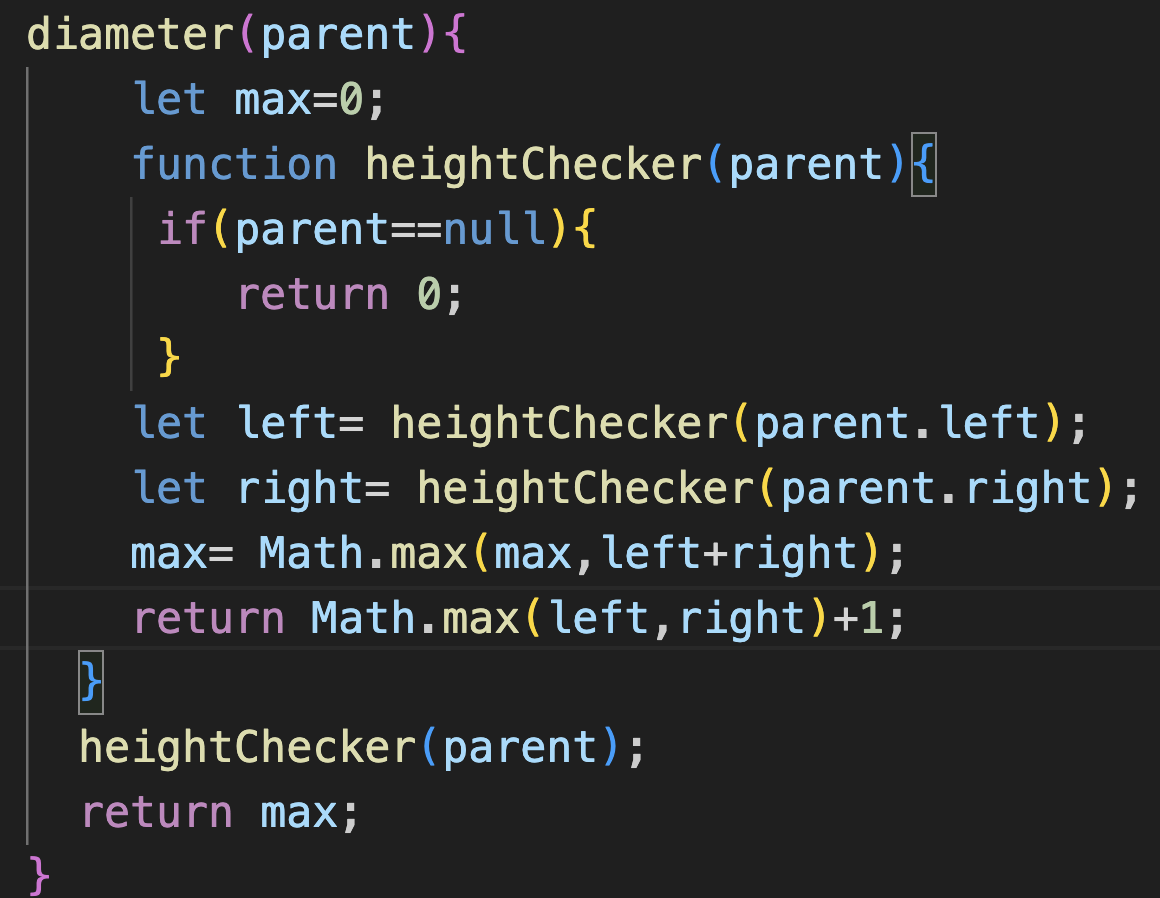 diameter(parent){
let max=0;
function heightChecker(parent){
if(parent==null){
return 0;
}
let left= heightChecker(parent.left);
let right= heightChecker(parent.right);
max= Math.max(max,left+right);
return Math.max(left,right)+1;
}
heightChecker(parent);
return max;
}